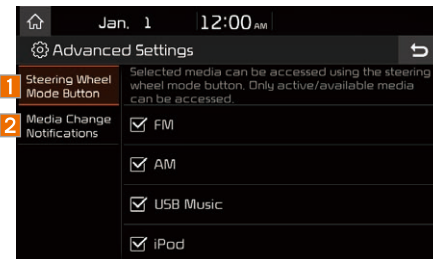 Jan. 1 12:00 AM
Advanced Settings
Selected media can be accessed using the steering
wheel mode button. Only active/available media
can be accessed.
1 Steering Wheel
Mode Button
2 Media Change
Notifications
FM
AM
USB Music
iPod